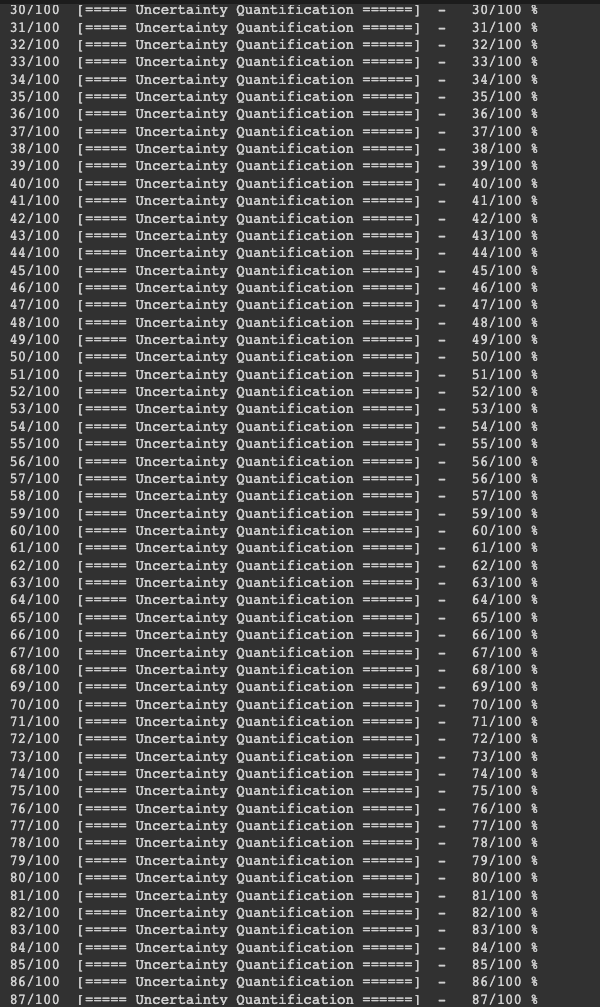 30/100 [===== Uncertainty Quantification ======] - 30/100 %
31/100 [===== Uncertainty Quantification ======] - 31/100 %
32/100 [===== Uncertainty Quantification ======] - 32/100 %
33/100 [===== Uncertainty Quantification ======] - 33/100 %
34/100 [===== Uncertainty Quantification ======] - 34/100 %
35/100 [===== Uncertainty Quantification ======] - 35/100 %
36/100 [===== Uncertainty Quantification ======] - 36/100 %
37/100 [===== Uncertainty Quantification ======] - 37/100 %
38/100 [===== Uncertainty Quantification ======] - 38/100 %
39/100 [===== Uncertainty Quantification ======] - 39/100 %
40/100 [===== Uncertainty Quantification ======] - 40/100 %
41/100 [===== Uncertainty Quantification ======] - 41/100 %
42/100 [===== Uncertainty Quantification ======] - 42/100 %
43/100 [===== Uncertainty Quantification ======] - 43/100 %
44/100 [===== Uncertainty Quantification ======] - 44/100 %
45/100 [===== Uncertainty Quantification ======] - 45/100 %
46/100 [===== Uncertainty Quantification ======] - 46/100 %
47/100 [===== Uncertainty Quantification ======] - 47/100 %
48/100 [===== Uncertainty Quantification ======] - 48/100 %
49/100 [===== Uncertainty Quantification ======] - 49/100 %
50/100 [===== Uncertainty Quantification ======] - 50/100 %
51/100 [===== Uncertainty Quantification ======] - 51/100 %
52/100 [===== Uncertainty Quantification ======] - 52/100 %
53/100 [===== Uncertainty Quantification ======] - 53/100 %
54/100 [===== Uncertainty Quantification ======] - 54/100 %
55/100 [===== Uncertainty Quantification ======] - 55/100 %
56/100 [===== Uncertainty Quantification ======] - 56/100 %
57/100 [===== Uncertainty Quantification ======] - 56/100 %
58/100 [===== Uncertainty Quantification ======] - 57/100 %
59/100 [===== Uncertainty Quantification ======] - 59/100 %
60/100 [===== Uncertainty Quantification ======] - 60/100 %
61/100 [===== Uncertainty Quantification ======] - 61/100 %
62/100 [===== Uncertainty Quantification ======] - 62/100 %
63/100 [===== Uncertainty Quantification ======] - 63/100 %
64/100 [===== Uncertainty Quantification ======] - 64/100 %
65/100 [===== Uncertainty Quantification ======] - 65/100 %
66/100 [===== Uncertainty Quantification ======] - 66/100 %
67/100 [===== Uncertainty Quantification ======] - 67/100 %
68/100 [===== Uncertainty Quantification ======] - 68/100 %
69/100 [===== Uncertainty Quantification ======] - 69/100 %
70/100 [===== Uncertainty Quantification ======] - 70/100 %
71/100 [===== Uncertainty Quantification ======] - 71/100 %
72/100 [===== Uncertainty Quantification ======] - 72/100 %
73/100 [===== Uncertainty Quantification ======] - 73/100 %
74/100 [===== Uncertainty Quantification ======] - 74/100 %
75/100 [===== Uncertainty Quantification ======] - 75/100 %
76/100 [===== Uncertainty Quantification ======] - 76/100 %
77/100 [===== Uncertainty Quantification ======] - 77/100 %
78/100 [===== Uncertainty Quantification ======] - 78/100 %
79/100 [===== Uncertainty Quantification ======] - 79/100 %
80/100 [===== Uncertainty Quantification ======] - 80/100 %
81/100 [===== Uncertainty Quantification ======] - 81/100 %
82/100 [===== Uncertainty Quantification ======] - 82/100 %
83/100 [===== Uncertainty Quantification ======] - 83/100 %
84/100 [===== Uncertainty Quantification ======] - 84/100 %
85/100 [===== Uncertainty Quantification ======] - 85/100 %
86/100 [===== Uncertainty Quantification ======] - 86/100 %
87/100 [===== Uncertainty Quantification ======] - 87/100 %